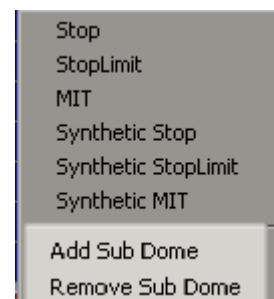 Stop
StopLimit
MIT
Synthetic Stop
Synthetic StopLimit
Synthetic MIT
Add Sub Dome
Remove Sub Dome